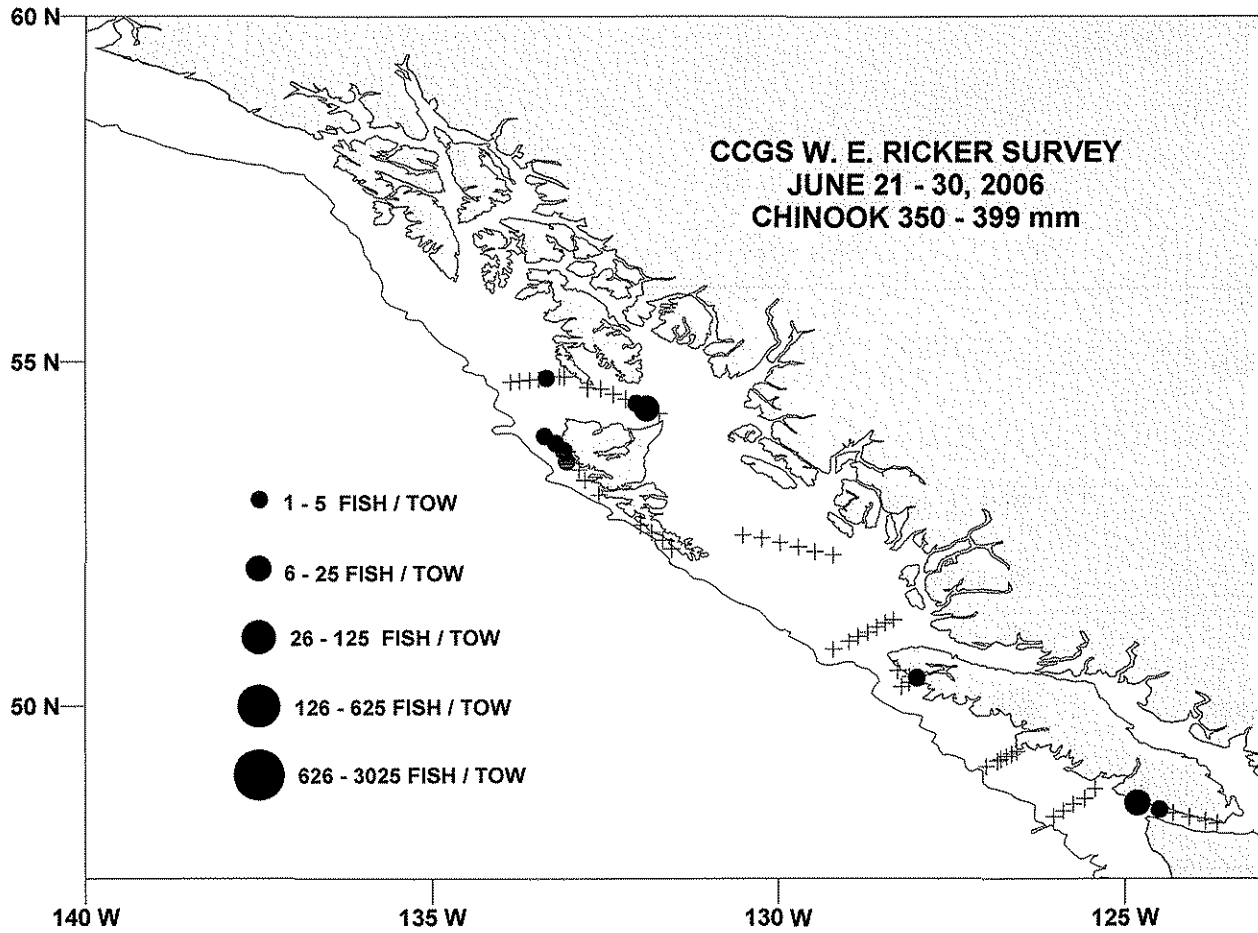 60 N
CCGS W. E. RICKER SURVEY
JUNE 21 - 30, 2006
CHINOOK 350 - 399 mm
55 N
1 - 5 FISH / TOW
6 - 25 FISH / TOW
26 - 125 FISH / TOW
50 N
126 - 625 FISH / TOW
626 - 3025 FISH / TOW
140 W
135 W
130 W
125 W